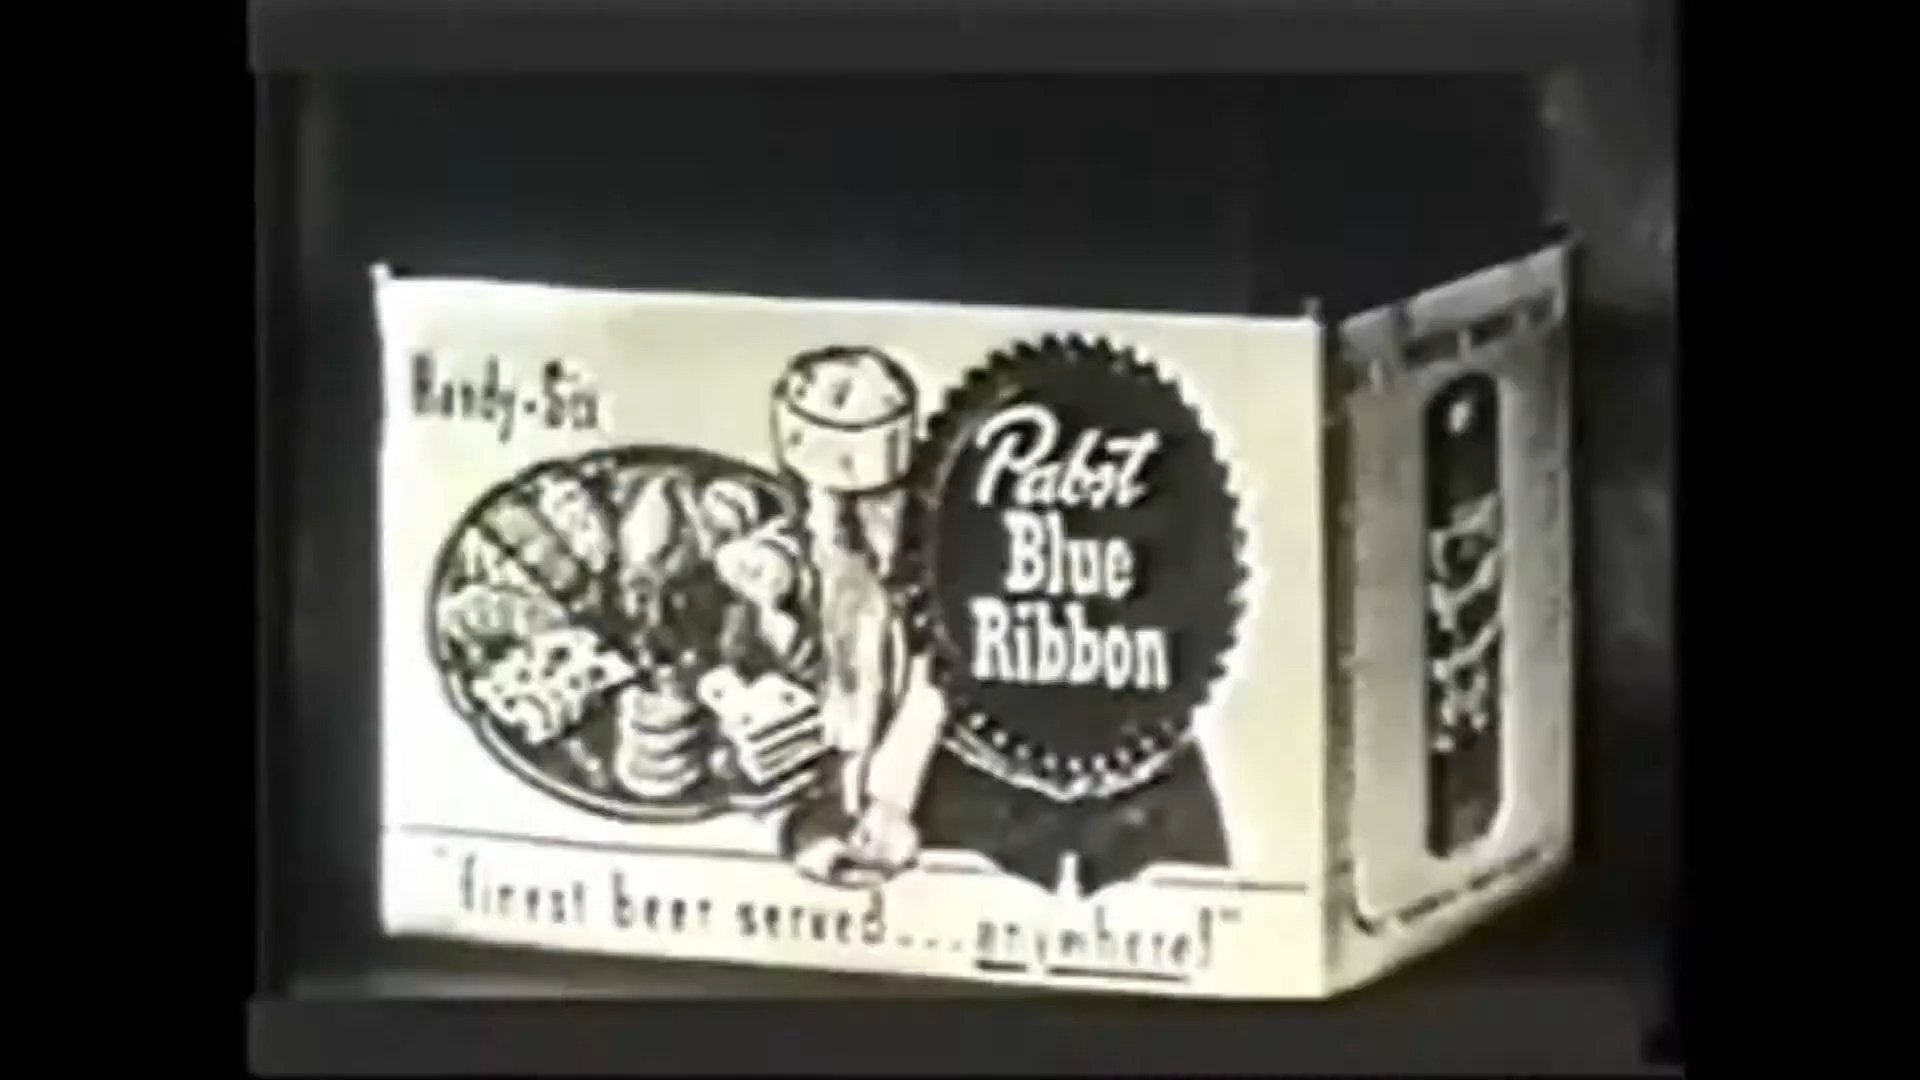 Handy-Six
Pabst
Blue
Ribbon
"finest beer served...anywhere!"